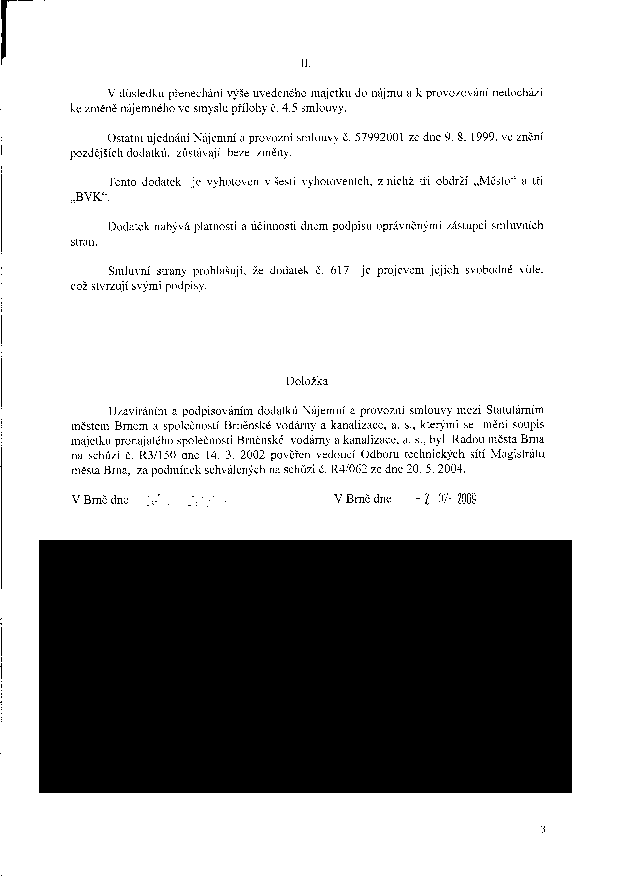 II.
V důsledku přenechání výše uvedeného majetku do nájmu a k provozování nedochází
ke změně nájemného ve smyslu přílohy č. 4.5 smlouvy.
Ostatní ujednání Nájemní a provozní smlouvy č. 57992001 ze dne 9. 8. 1999, ve znění
pozdějších dodatků, zůstávají beze změny.
Tento dodatek je vyhotoven v šesti vyhotoveních, z nichž tři obdrží „Město“ a tři
„BVK“.
Dodatek nabývá platnosti a účinnosti dnem podpisu oprávněnými zástupci smluvních
stran.
Smluvní strany prohlašují, že dodatek č. 617 je projevem jejich svobodné vůle,
což stvrzují svými podpisy.
Doložka
Uzavíráním a podpisováním dodatků Nájemní a provozní smlouvy mezi Statutárním
městem Brnem a společností Brněnské vodárny a kanalizace, a. s., kterými se mění soupis
majetku pronajatého společnosti Brněnské vodárny a kanalizace, a. s., byl Radou města Brna
na schůzi č. R3/150 dne 14. 3. 2002 pověřen vedoucí Odboru technických sítí Magistrátu
města Brna, za podmínek schválených na schůzi č. R4/062 ze dne 20. 5. 2004.
V Brně dne V Brně dne
3